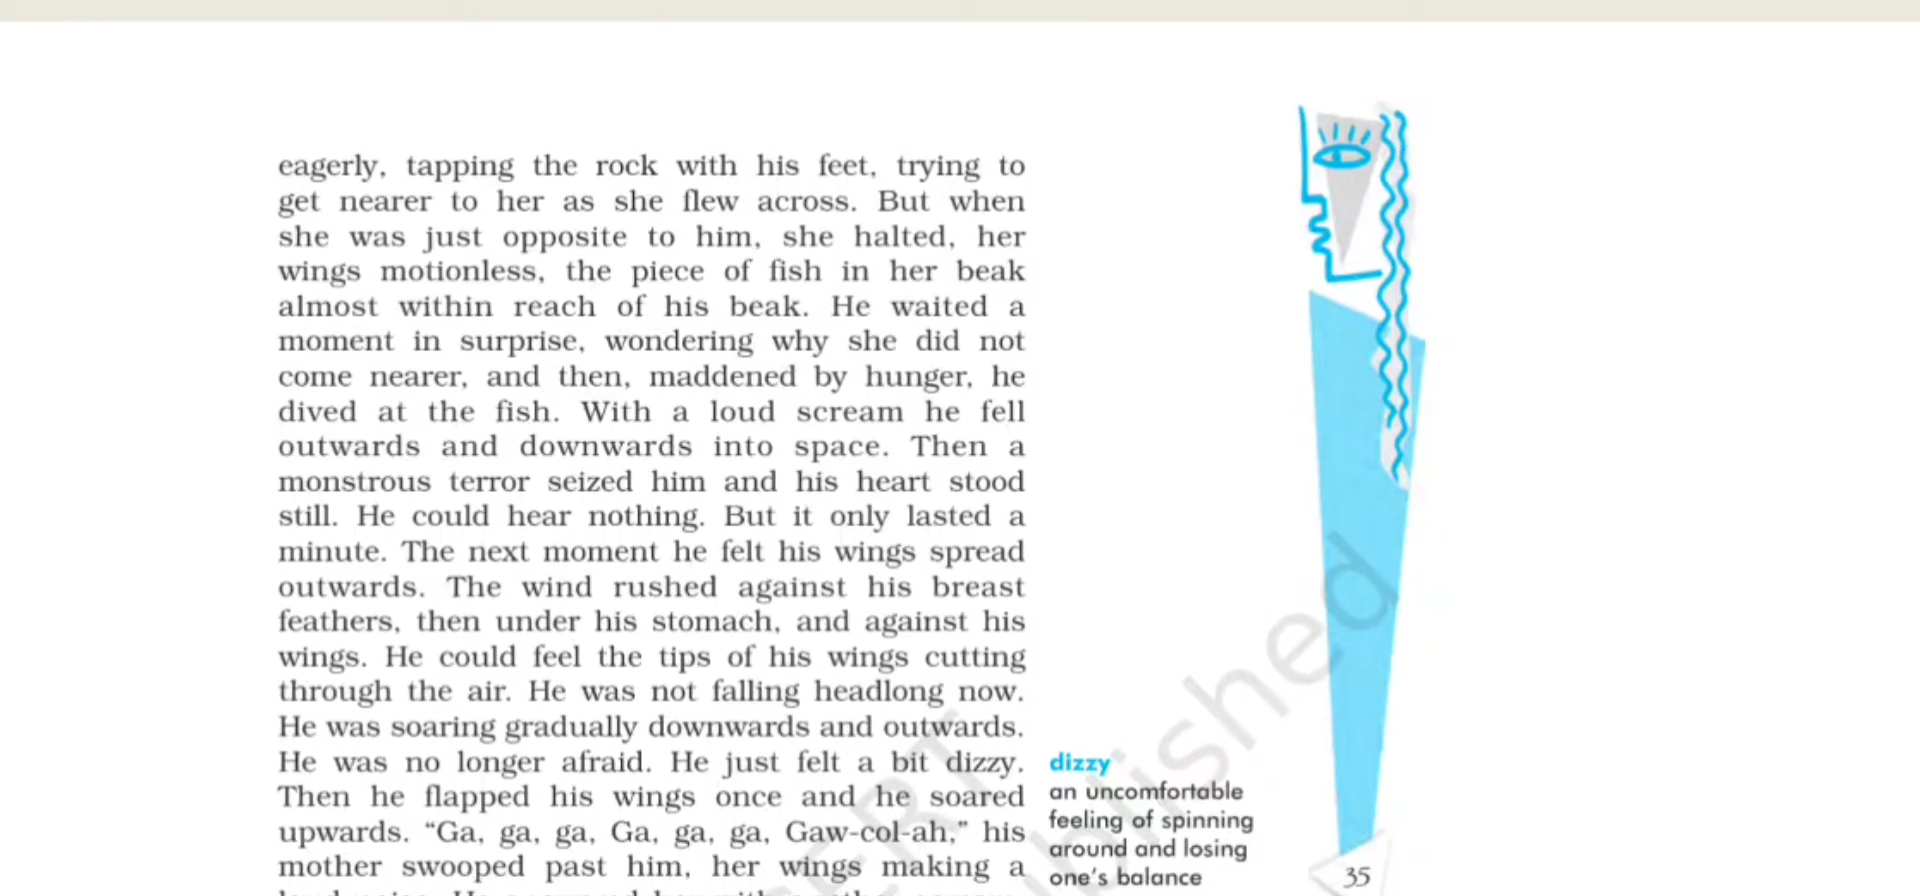 eagerly, tapping the rock with his feet, trying to
get nearer to her as she flew across. But when
she was just opposite to him, she halted, her
wings motionless, the piece of fish in her beak
almost within reach of his beak. He waited a
moment in surprise, wondering why she did not
come nearer, and then, maddened by hunger, he
dived at the fish. With a loud scream he fell
outwards and downwards into space. Then a
monstrous terror seized him and his heart stood
still. He could hear nothing. But it only lasted a
minute. The next moment he felt his wings spread
outwards. The wind rushed against his breast
feathers, then under his stomach, and against his
wings. He could feel the tips of his wings cutting
through the air. He was not falling headlong now.
He was soaring gradually downwards and outwards.
He was no longer afraid. He just felt a bit dizzy.
Then he flapped his wings once and he soared
upwards. “Ga, ga, ga, Ga, ga, ga, Gaw-col-ah,” his
mother swooped past him, her wings making a
dizzy
an uncomfortable
feeling of spinning
around and losing
one’s balance
35